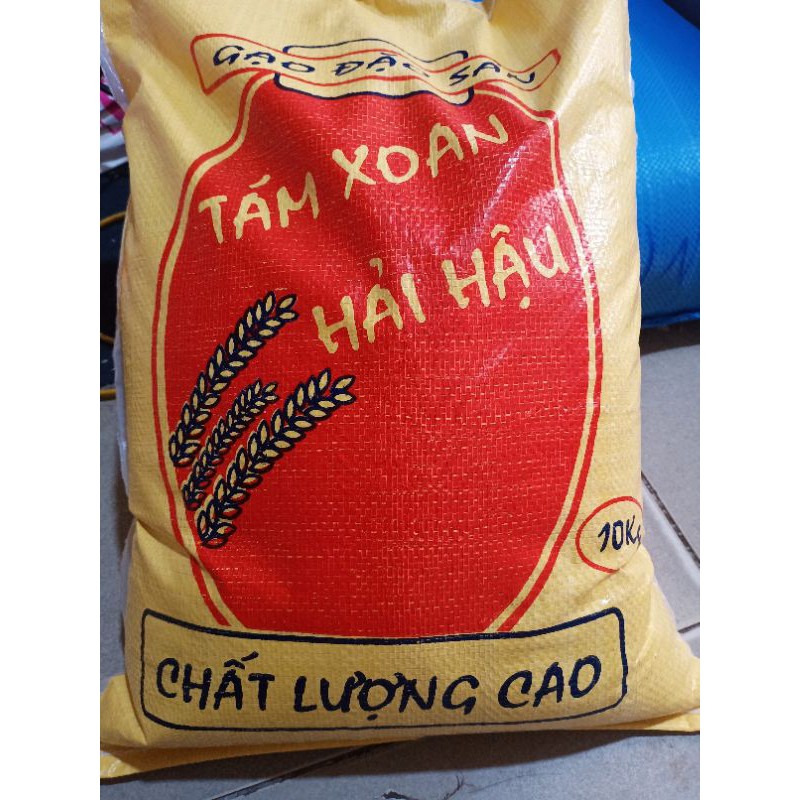 GẠO ĐẶC SẢN
TÁM XOAN
HẢI HẬU
10Kg
CHẤT LƯỢNG CAO